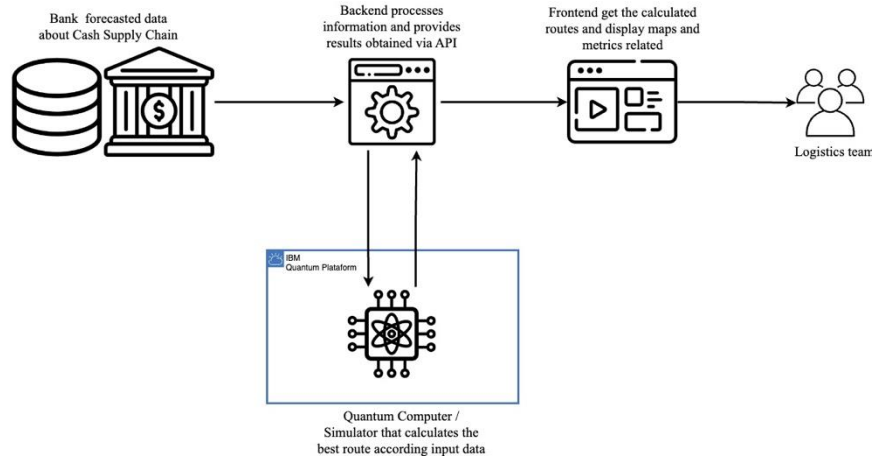 Bank forecasted data
about Cash Supply Chain
Backend processes
information and provides
results obtained via API
Frontend get the calculated
routes and display maps and
metrics related
$
Logistics team
IBM
Quantum Plataform
Quantum Computer /
Simulator that calculates the
best route according input data